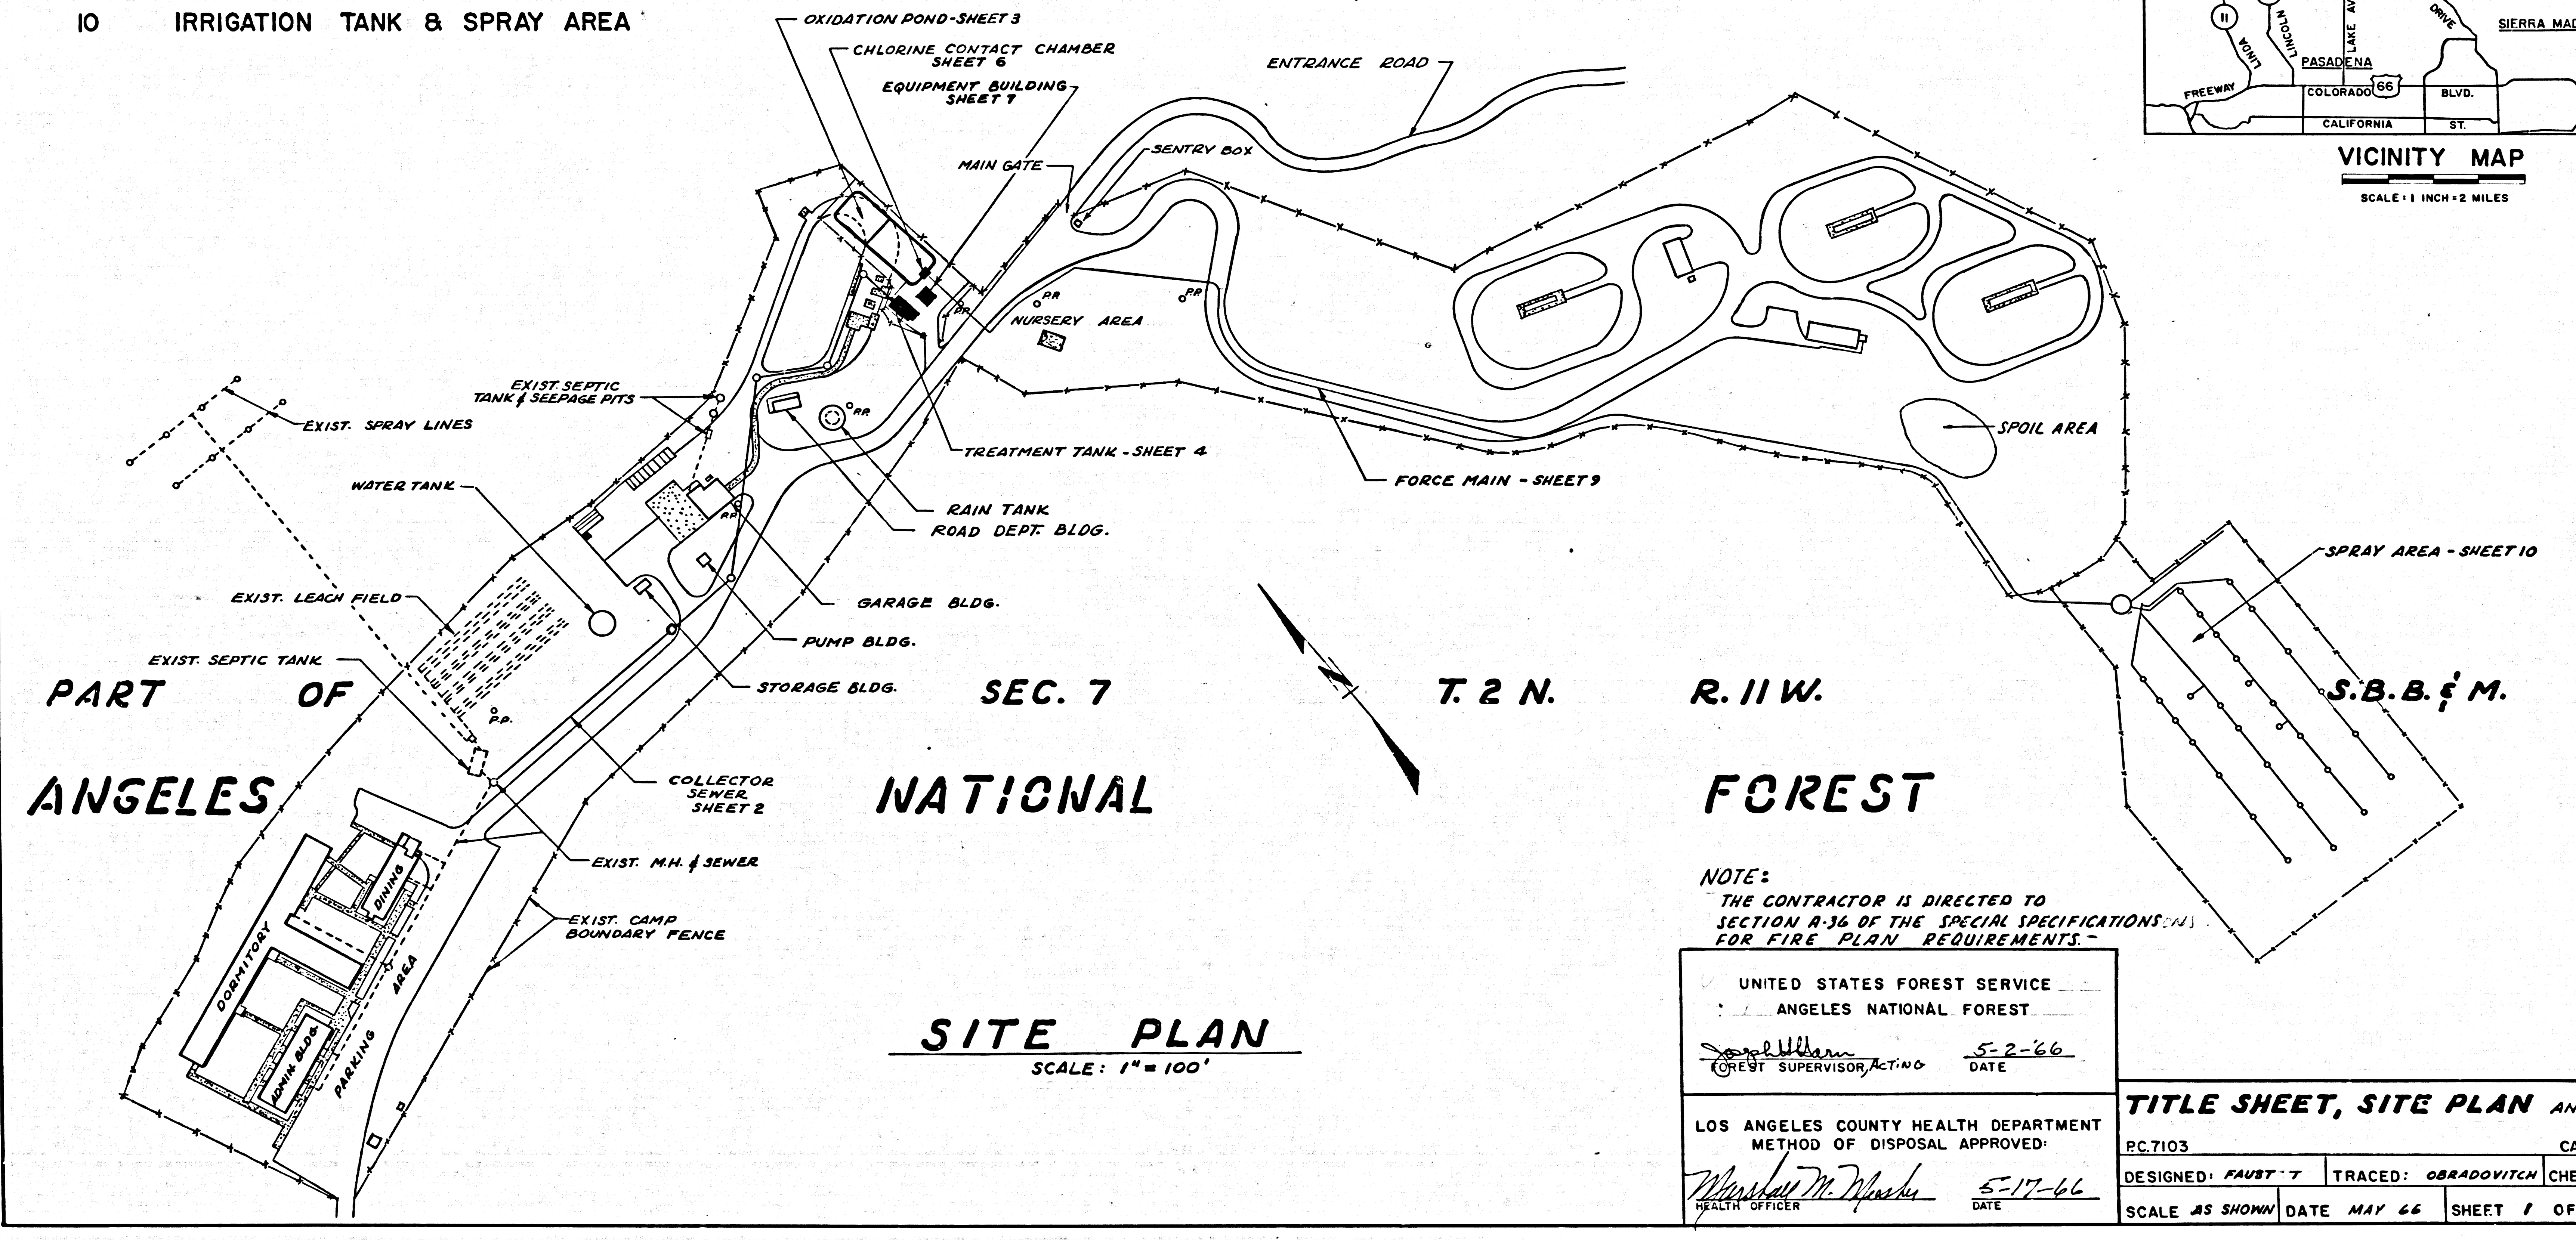 10 IRRIGATION TANK & SPRAY AREA
OXIDATION POND-SHEET 3
CHLORINE CONTACT CHAMBER
SHEET 6
EQUIPMENT BUILDING
SHEET 7
ENTRANCE ROAD
MAIN GATE
SENTRY BOX
11
LINDA
LINCOLN
LAKE AV
DRIVE
SIERRA MAD
PASADENA
FREEWAY
COLORADO 66 BLVD.
CALIFORNIA ST.
VICINITY MAP
SCALE: 1 INCH=2 MILES
P.P.
P.P.
P.P.
NURSERY AREA
EXIST. SEPTIC
TANK & SEEPAGE PITS
EXIST. SPRAY LINES
P.P.
TREATMENT TANK - SHEET 4
SPOIL AREA
FORCE MAIN - SHEET 9
WATER TANK
RAIN TANK
P.P.
ROAD DEPT. BLDG.
SPRAY AREA - SHEET 10
EXIST. LEACH FIELD
GARAGE BLDG.
PUMP BLDG.
EXIST. SEPTIC TANK
STORAGE BLDG.
N
PART OF SEC. 7 T. 2 N. R. 11 W. S.B.B. & M.
P.P.
ANGELES NATIONAL FOREST
COLLECTOR
SEWER
SHEET 2
EXIST. M.H. & SEWER
EXIST. CAMP
BOUNDARY FENCE
DINING
DORMITORY
ADMIN. BLDG.
PARKING AREA
NOTE:
THE CONTRACTOR IS DIRECTED TO
SECTION A-36 OF THE SPECIAL SPECIFICATIONS
FOR FIRE PLAN REQUIREMENTS.-
SITE PLAN
SCALE: 1"=100'
UNITED STATES FOREST SERVICE
ANGELES NATIONAL FOREST
5-2-'66
FOREST SUPERVISOR, ACTING DATE
LOS ANGELES COUNTY HEALTH DEPARTMENT
METHOD OF DISPOSAL APPROVED:
Marshall M. 5-17-66
HEALTH OFFICER DATE
TITLE SHEET, SITE PLAN AN
P.C. 7103 CA
DESIGNED: TRACED: OBRADOVITCH CHE
SCALE AS SHOWN DATE MAY 66 SHEET 1 OF